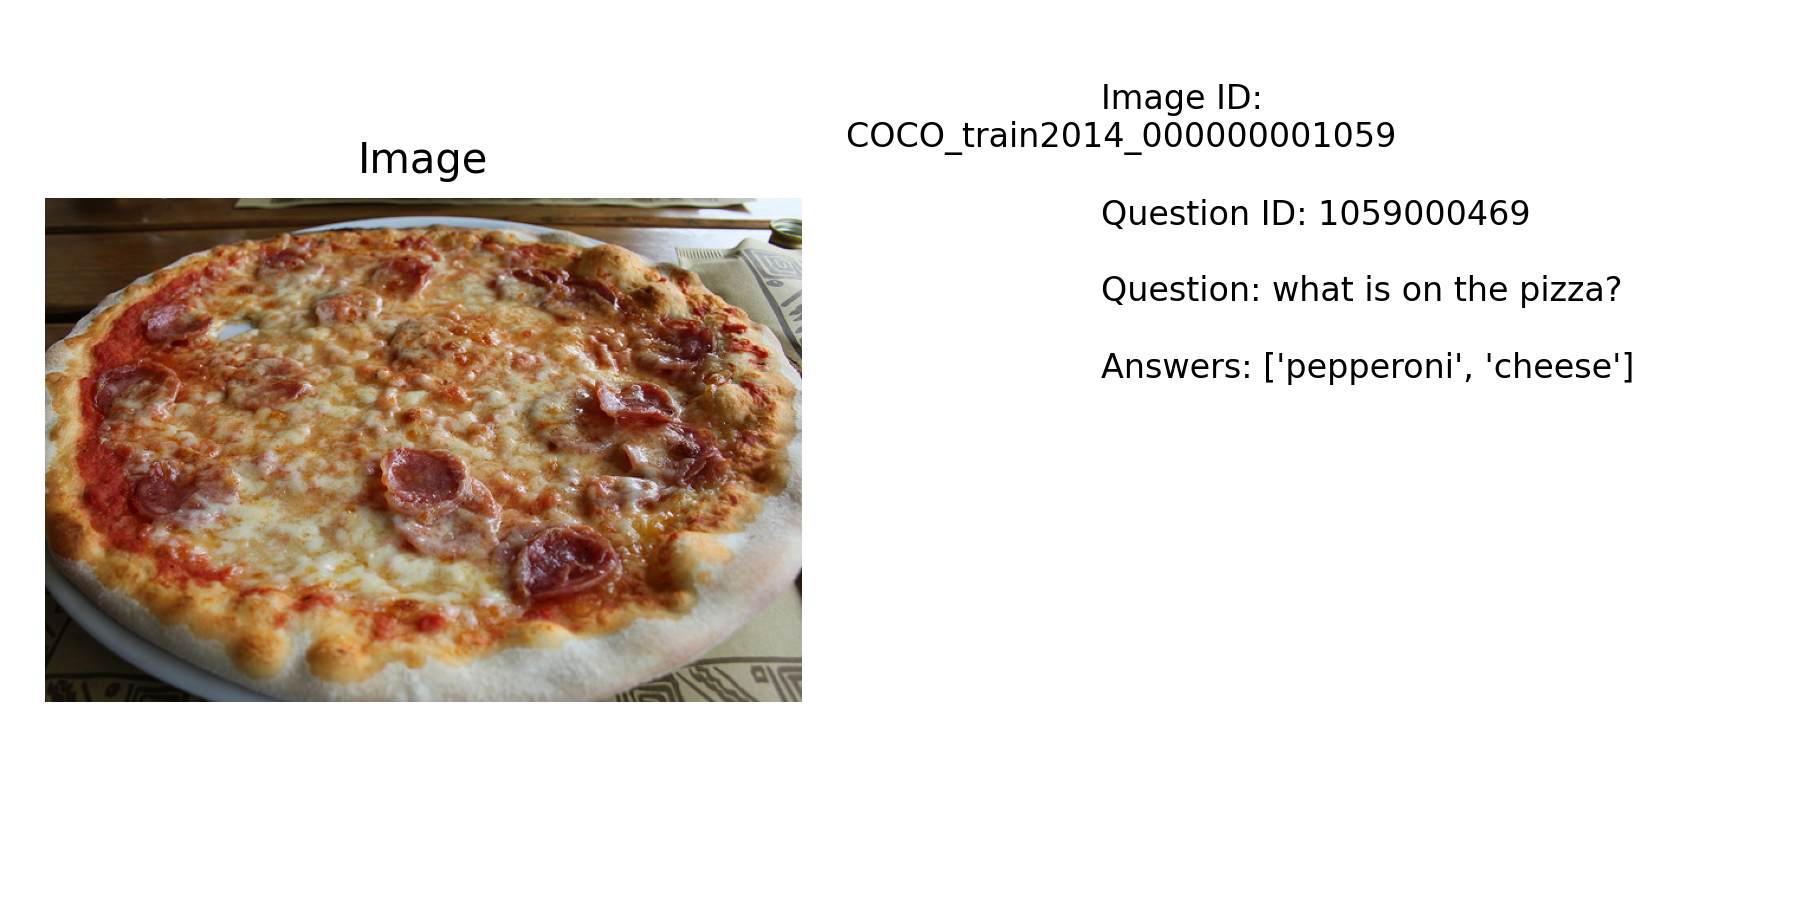 Image
Image ID:
COCO_train2014_000000001059
Question ID: 1059000469
Question: what is on the pizza?
Answers: ['pepperoni', 'cheese']